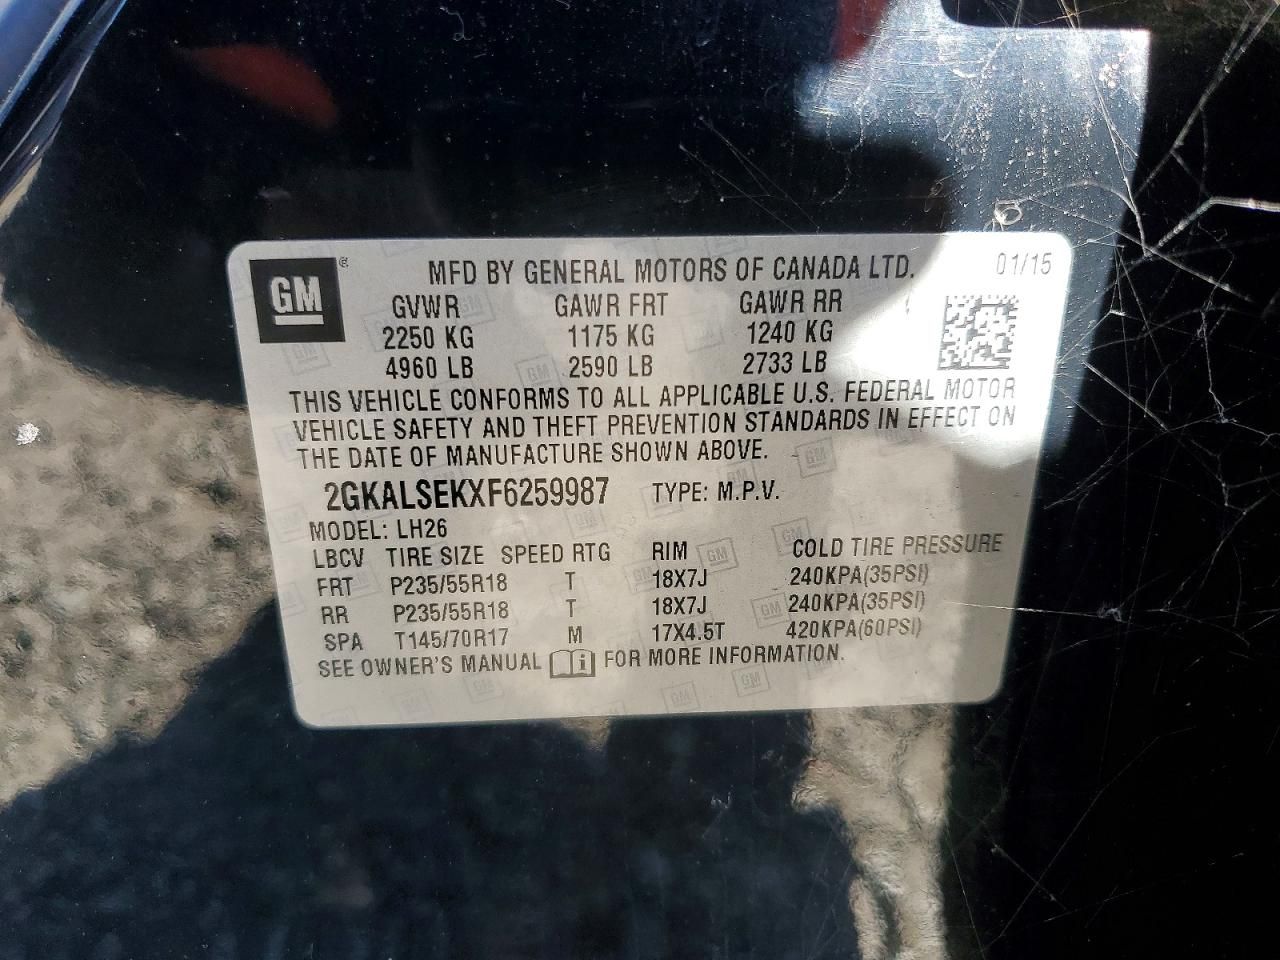 GM ®
MFD BY GENERAL MOTORS OF CANADA LTD. 01/15
GVWR GAWR FRT GAWR RR
2250 KG 1175 KG 1240 KG
4960 LB 2590 LB 2733 LB
THIS VEHICLE CONFORMS TO ALL APPLICABLE U.S. FEDERAL MOTOR
VEHICLE SAFETY AND THEFT PREVENTION STANDARDS IN EFFECT ON
THE DATE OF MANUFACTURE SHOWN ABOVE.
2GKALSEKXF6259987 TYPE: M.P.V.
MODEL: LH26
LBCV TIRE SIZE SPEED RTG RIM COLD TIRE PRESSURE
FRT P235/55R18 T 18X7J 240KPA(35PSI)
RR P235/55R18 T 18X7J 240KPA(35PSI)
SPA T145/70R17 M 17X4.5T 420KPA(60PSI)
SEE OWNER'S MANUAL i FOR MORE INFORMATION.